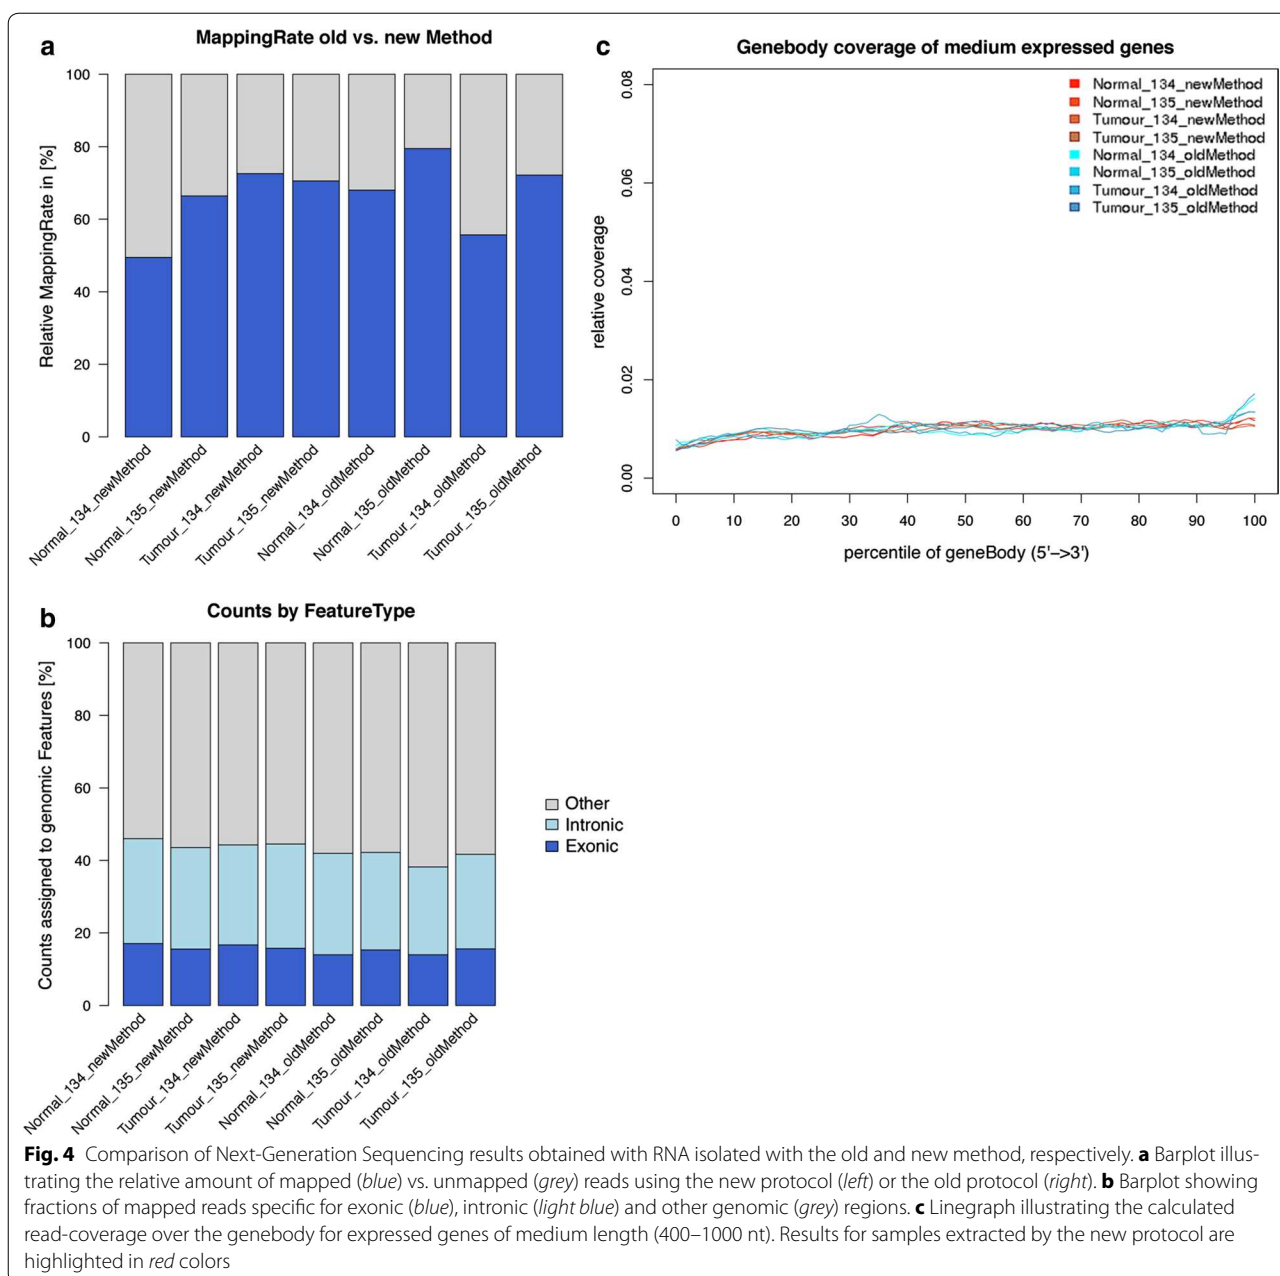 a
MappingRate old vs. new Method
Relative MappingRate in [%]
100
80
60
40
20
0
Normal_134_newMethod
Normal_135_newMethod
Tumour_134_newMethod
Tumour_135_newMethod
Normal_134_oldMethod
Normal_135_oldMethod
Tumour_134_oldMethod
Tumour_135_oldMethod
c
Genebody coverage of medium expressed genes
relative coverage
0.08
0.06
0.04
0.02
0.00
Normal_134_newMethod
Normal_135_newMethod
Tumour_134_newMethod
Tumour_135_newMethod
Normal_134_oldMethod
Normal_135_oldMethod
Tumour_134_oldMethod
Tumour_135_oldMethod
0 10 20 30 40 50 60 70 80 90 100
percentile of geneBody (5'–>3')
b
Counts by FeatureType
Counts assigned to genomic Features [%]
100
80
60
40
20
0
Other
Intronic
Exonic
Normal_134_newMethod
Normal_135_newMethod
Tumour_134_newMethod
Tumour_135_newMethod
Normal_134_oldMethod
Normal_135_oldMethod
Tumour_134_oldMethod
Tumour_135_oldMethod
Fig. 4 Comparison of Next-Generation Sequencing results obtained with RNA isolated with the old and new method, respectively. a Barplot illus-
trating the relative amount of mapped (blue) vs. unmapped (grey) reads using the new protocol (left) or the old protocol (right). b Barplot showing
fractions of mapped reads specific for exonic (blue), intronic (light blue) and other genomic (grey) regions. c Linegraph illustrating the calculated
read-coverage over the genebody for expressed genes of medium length (400–1000 nt). Results for samples extracted by the new protocol are
highlighted in red colors